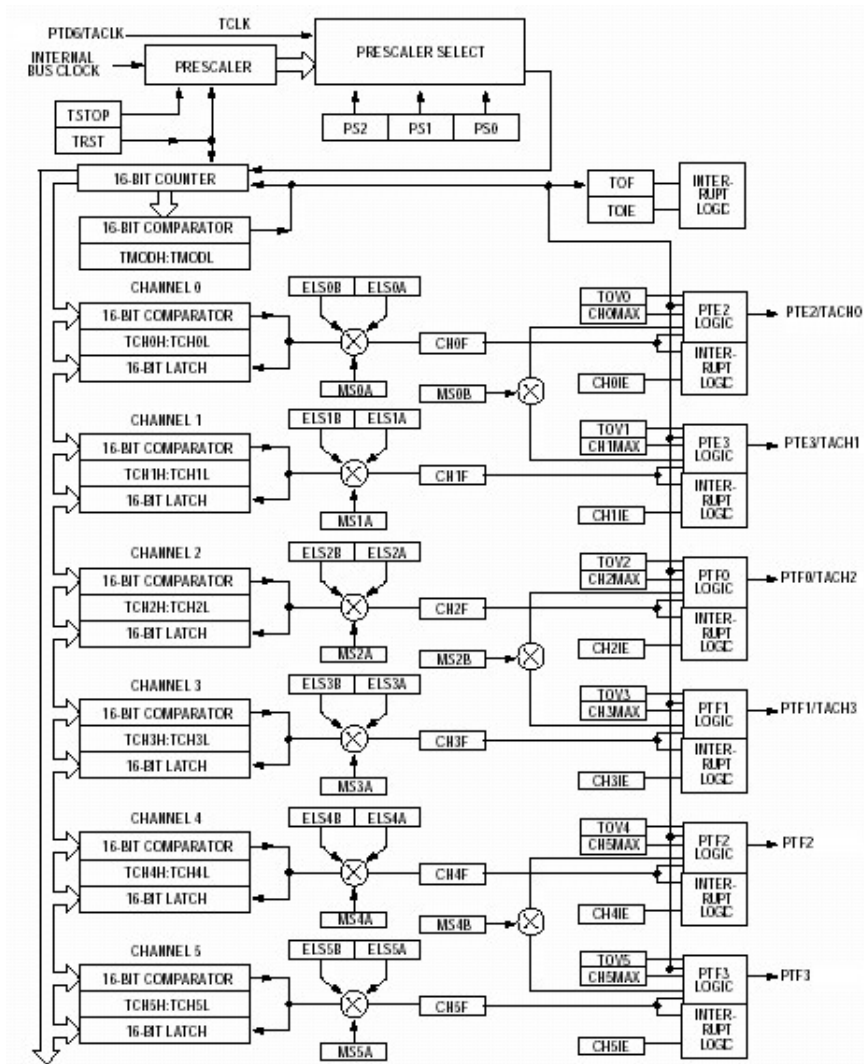 TCLK
PTD6/TACLK
PRESCALER SELECT
INTERNAL
BUS CLOCK
PRESCALER
TSTOP
TRST
PS2 PS1 PS0
16-BIT COUNTER
TOF
TOIE
INTER-
RUPT
LOGIC
16-BIT COMPARATOR
TMODH:TMODL
CHANNEL 0
ELS0B ELS0A
16-BIT COMPARATOR
TCH0H:TCH0L
16-BIT LATCH
MS0A
CH0F
MS0B
TOV0
CH0MAX
CH0IE
PTE2
LOGIC
INTER-
RUPT
LOGIC
PTE2/TACH0
CHANNEL 1
ELS1B ELS1A
16-BIT COMPARATOR
TCH1H:TCH1L
16-BIT LATCH
MS1A
CH1F
TOV1
CH1MAX
CH1IE
PTE3
LOGIC
INTER-
RUPT
LOGIC
PTE3/TACH1
CHANNEL 2
ELS2B ELS2A
16-BIT COMPARATOR
TCH2H:TCH2L
16-BIT LATCH
MS2A
CH2F
MS2B
TOV2
CH2MAX
CH2IE
PTF0
LOGIC
INTER-
RUPT
LOGIC
PTF0/TACH2
CHANNEL 3
ELS3B ELS3A
16-BIT COMPARATOR
TCH3H:TCH3L
16-BIT LATCH
MS3A
CH3F
TOV3
CH3MAX
CH3IE
PTF1
LOGIC
INTER-
RUPT
LOGIC
PTF1/TACH3
CHANNEL 4
ELS4B ELS4A
16-BIT COMPARATOR
TCH4H:TCH4L
16-BIT LATCH
MS4A
CH4F
MS4B
TOV4
CH5MAX
CH4IE
PTF2
LOGIC
INTER-
RUPT
LOGIC
PTF2
CHANNEL 5
ELS5B ELS5A
16-BIT COMPARATOR
TCH5H:TCH5L
16-BIT LATCH
MS5A
CH5F
TOV5
CH5MAX
CH5IE
PTF3
LOGIC
INTER-
RUPT
LOGIC
PTF3